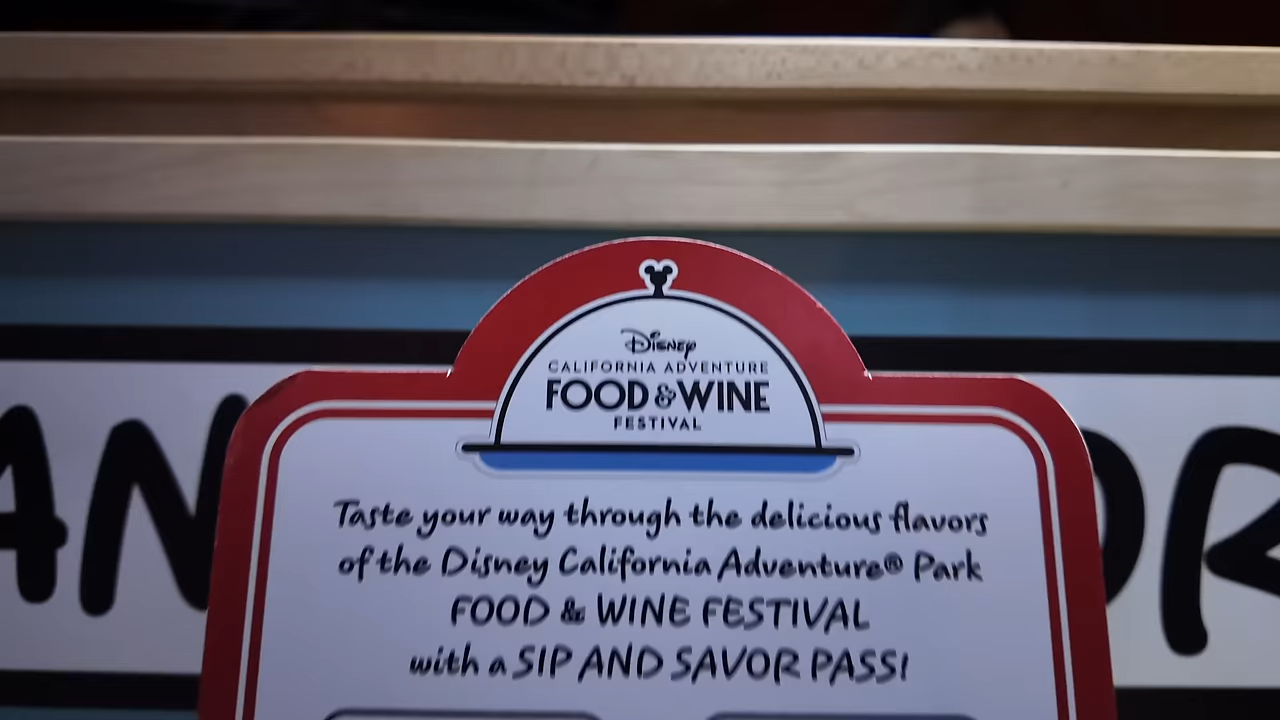 Disney
CALIFORNIA ADVENTURE
FOOD & WINE
FESTIVAL
Taste your way through the delicious flavors
of the Disney California Adventure® Park
FOOD & WINE FESTIVAL
with a SIP AND SAVOR PASS!